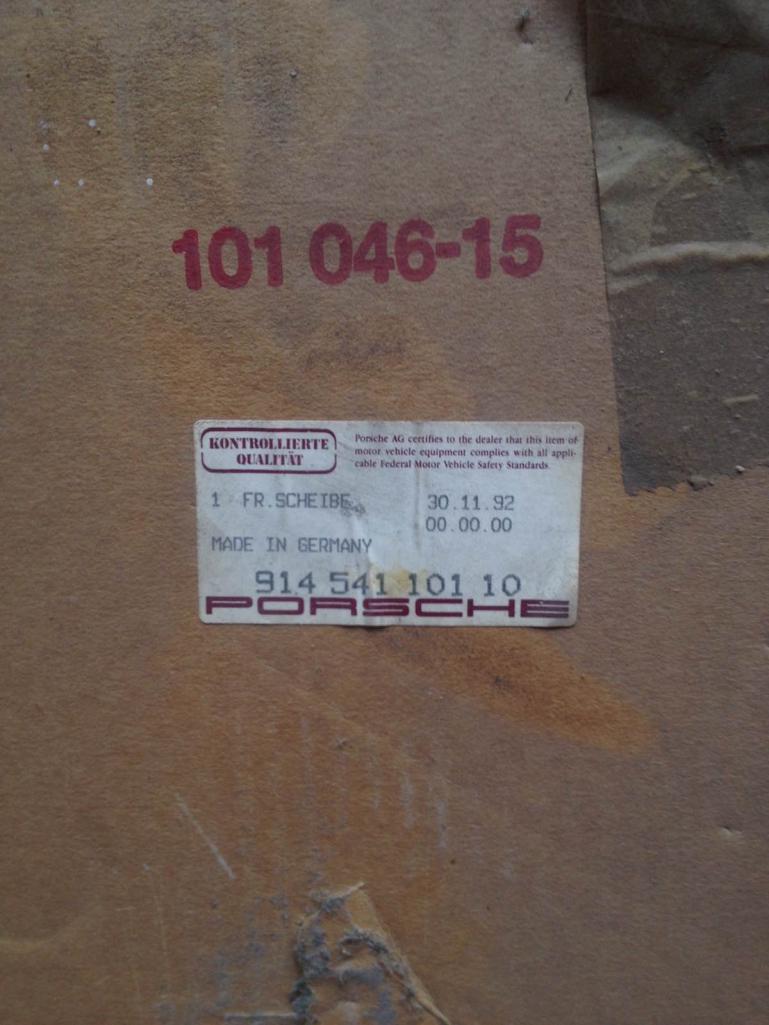 101 046-15
KONTROLLIERTE
QUALITÄT
Porsche AG certifies to the dealer that this item of
motor vehicle equipment complies with all appli-
cable Federal Motor Vehicle Safety Standards.
1 FR.SCHEIBE 30.11.92
00.00.00
MADE IN GERMANY
914 541 101 10
PORSCHE